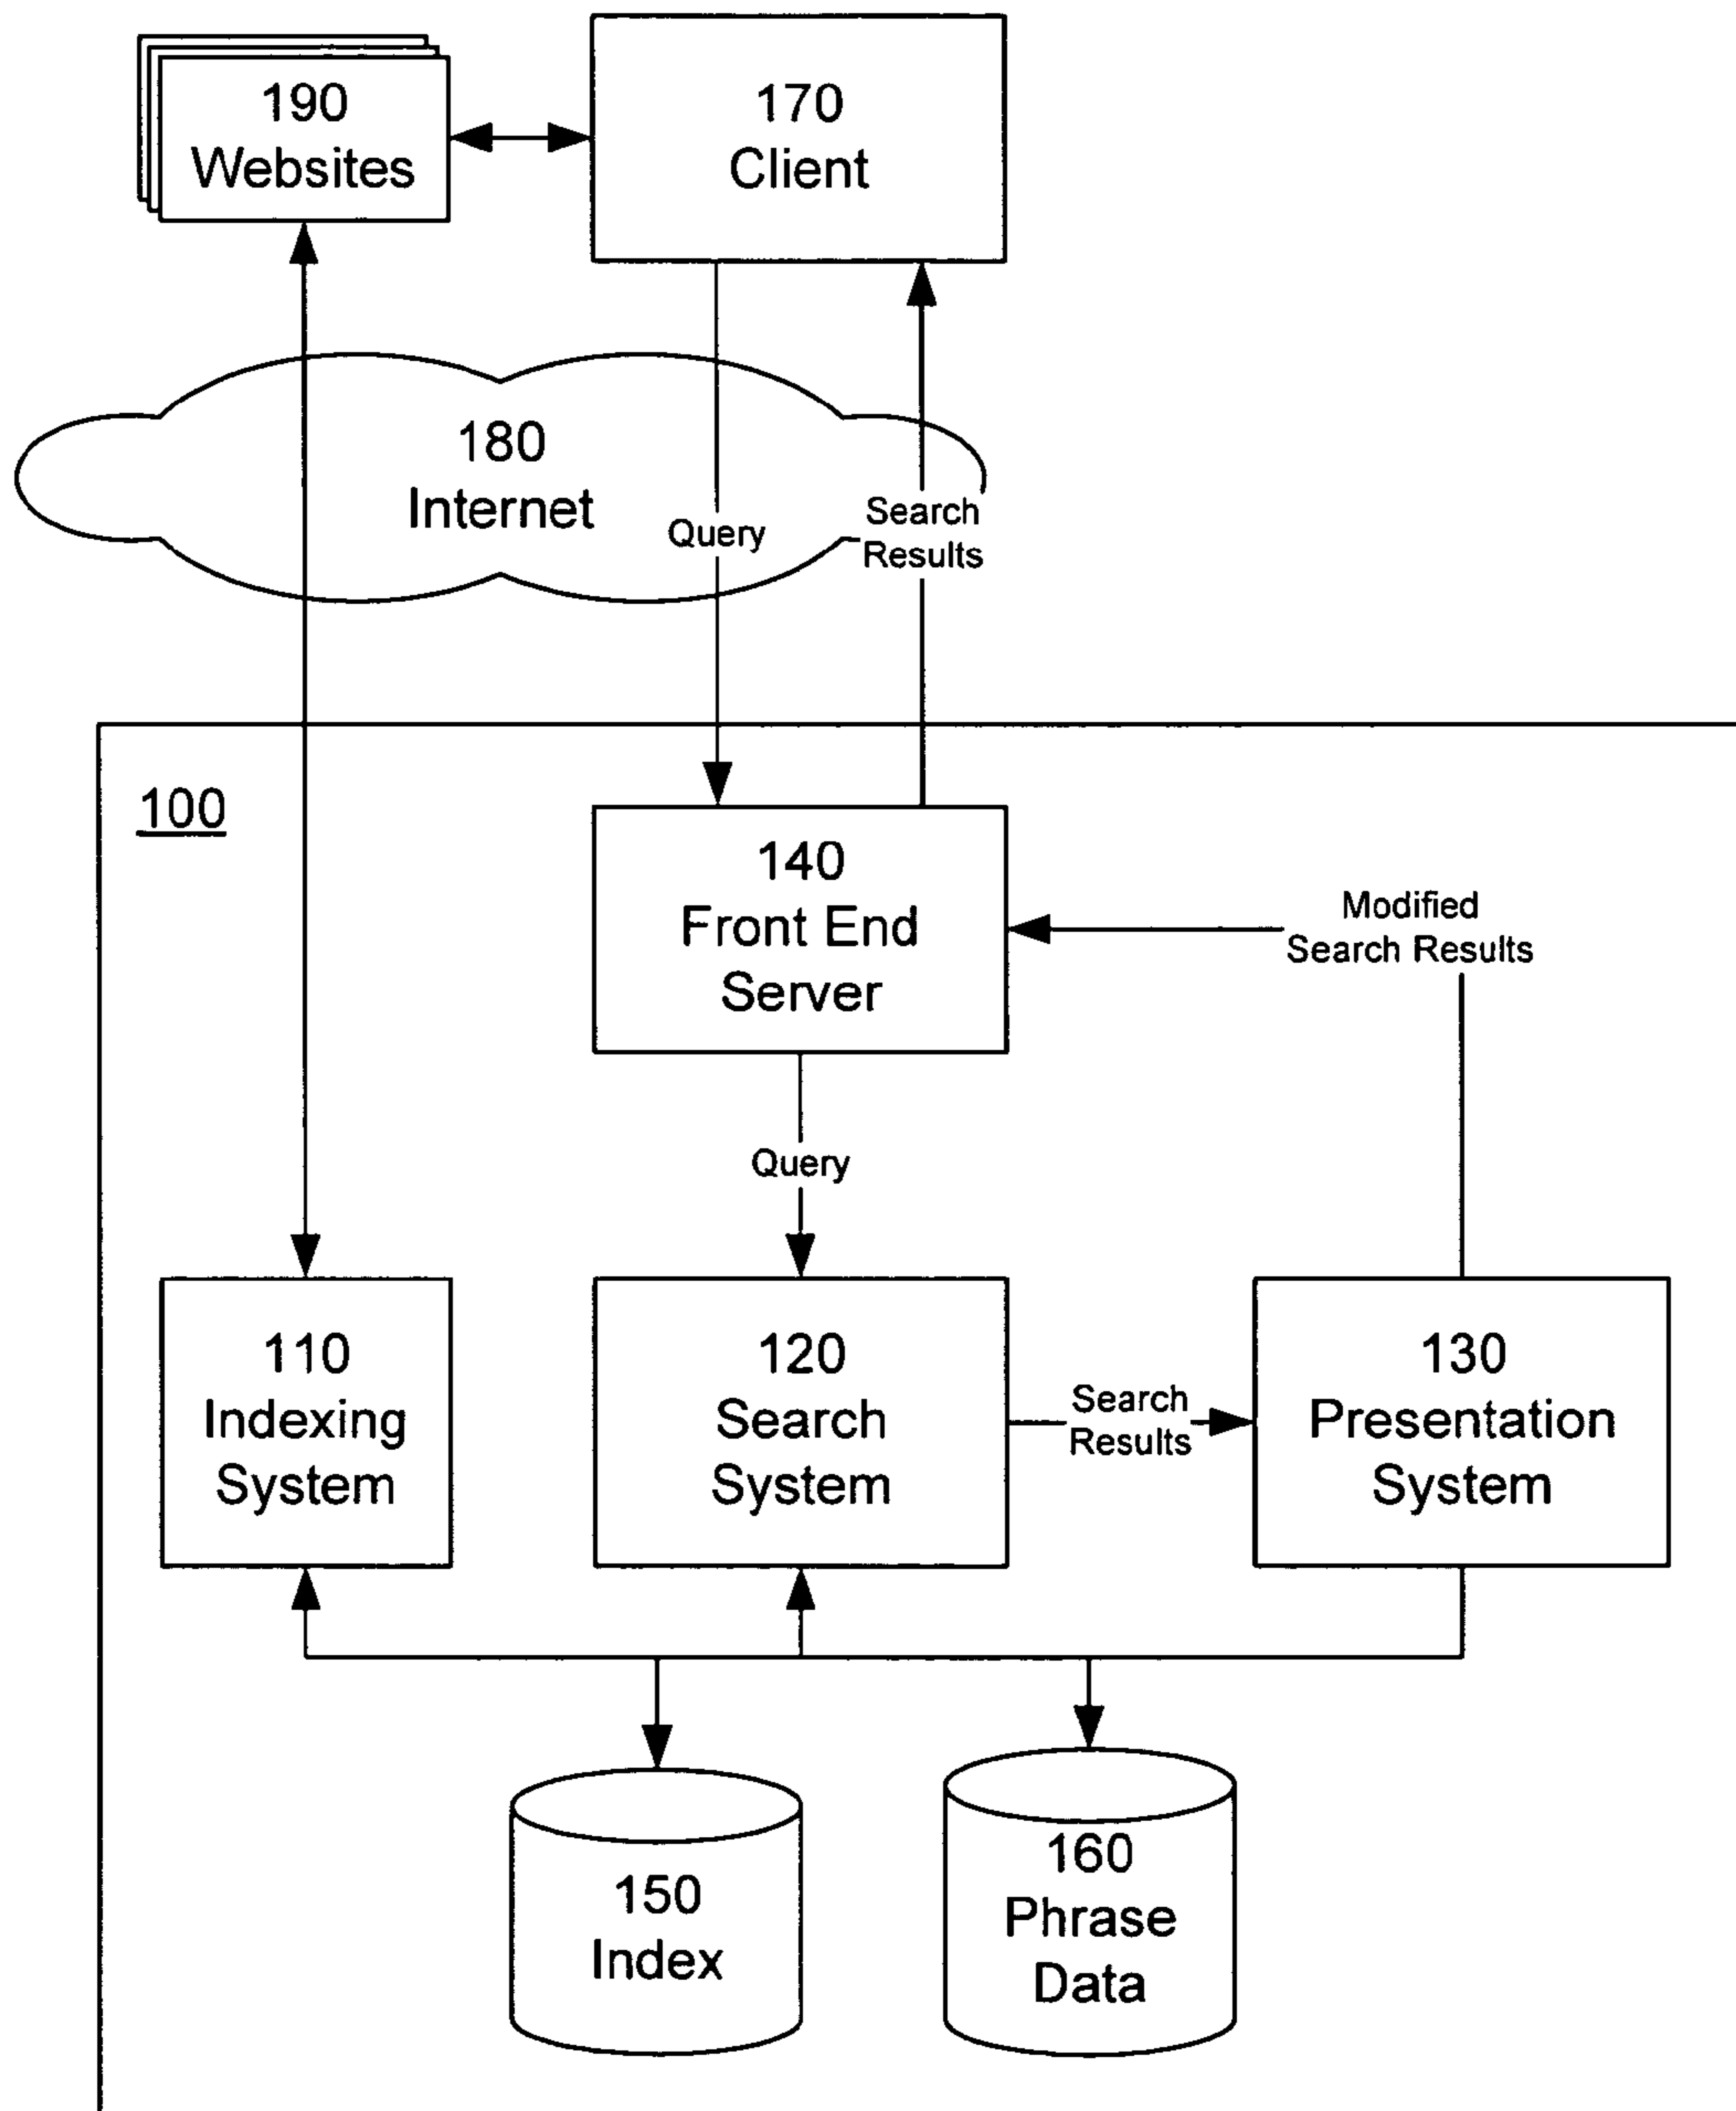 190
Websites
170
Client
180
Internet
Query
Search
Results
100
140
Front End
Server
Modified
Search Results
Query
110
Indexing
System
120
Search
System
Search
Results
130
Presentation
System
150
Index
160
Phrase
Data